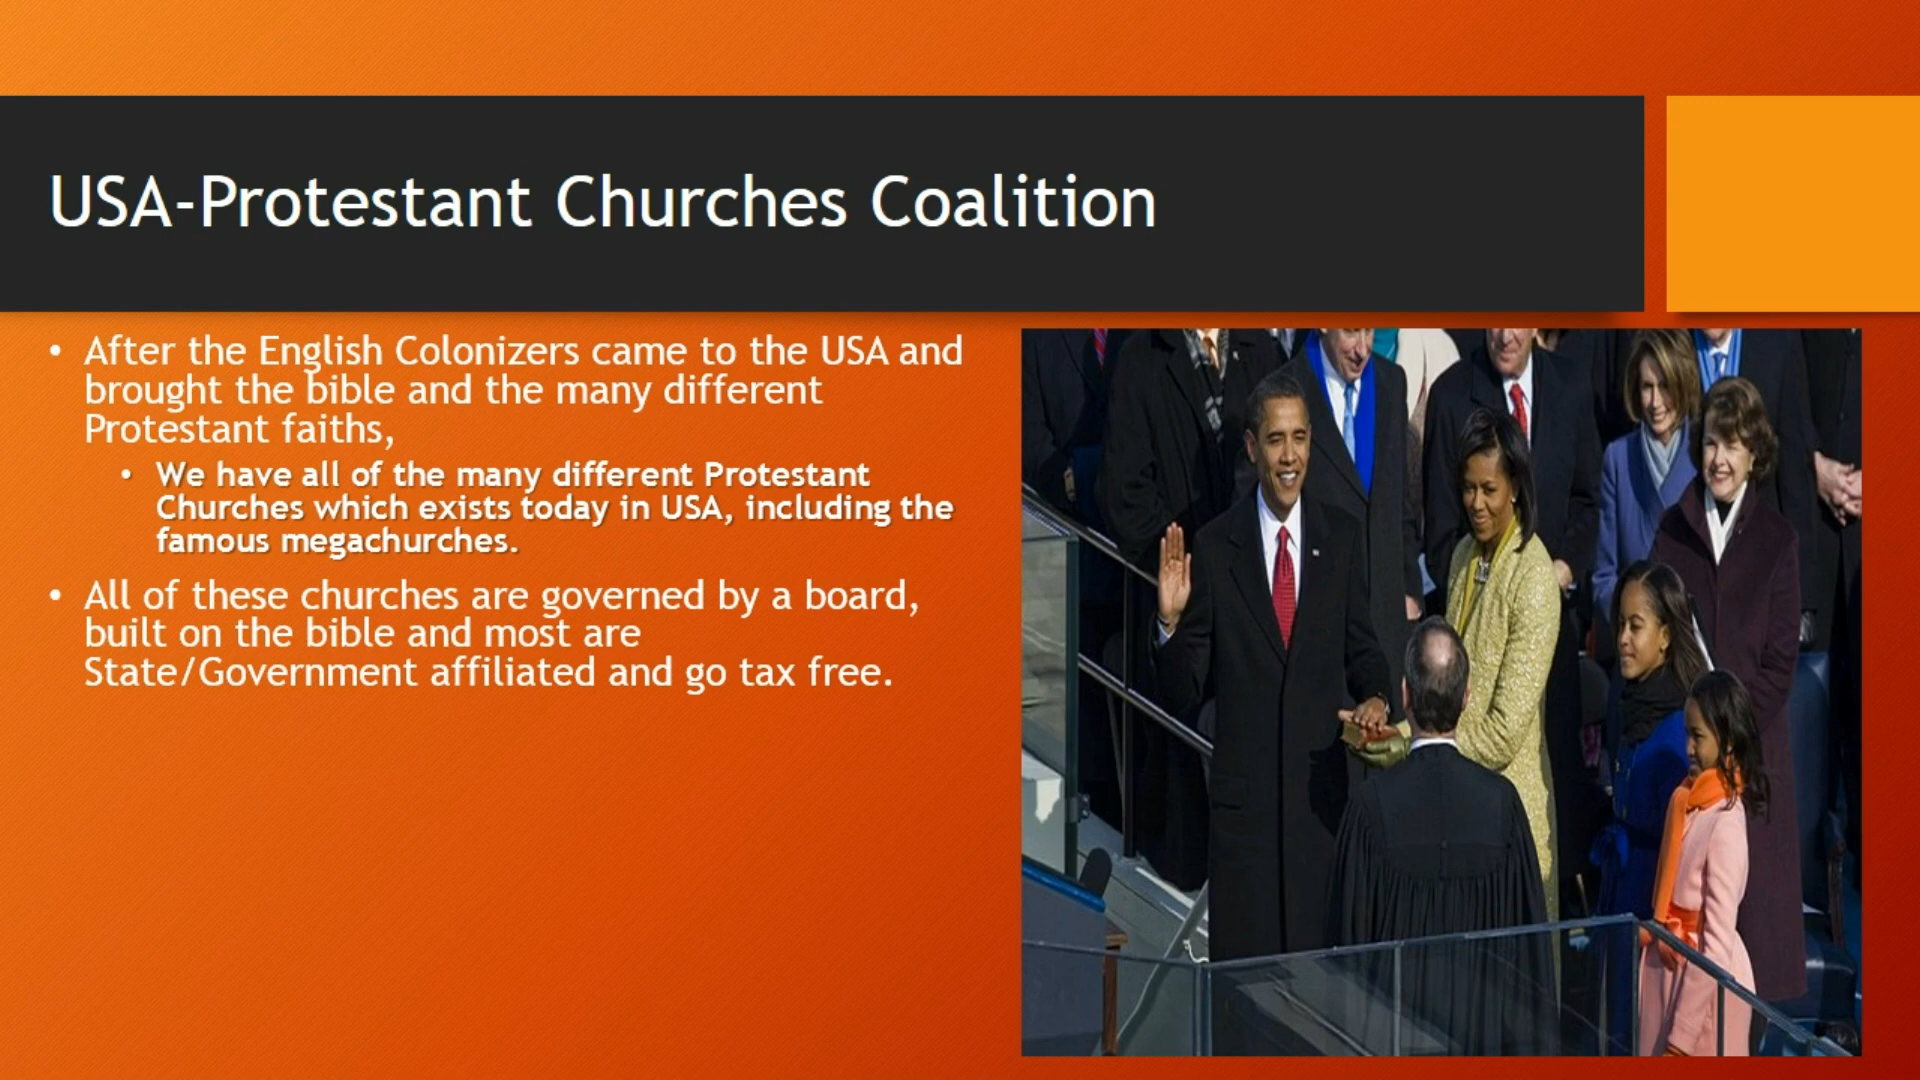 USA-Protestant Churches Coalition
• After the English Colonizers came to the USA and
brought the bible and the many different
Protestant faiths,
• We have all of the many different Protestant
Churches which exists today in USA, including the
famous megachurches.
• All of these churches are governed by a board,
built on the bible and most are
State/Government affiliated and go tax free.